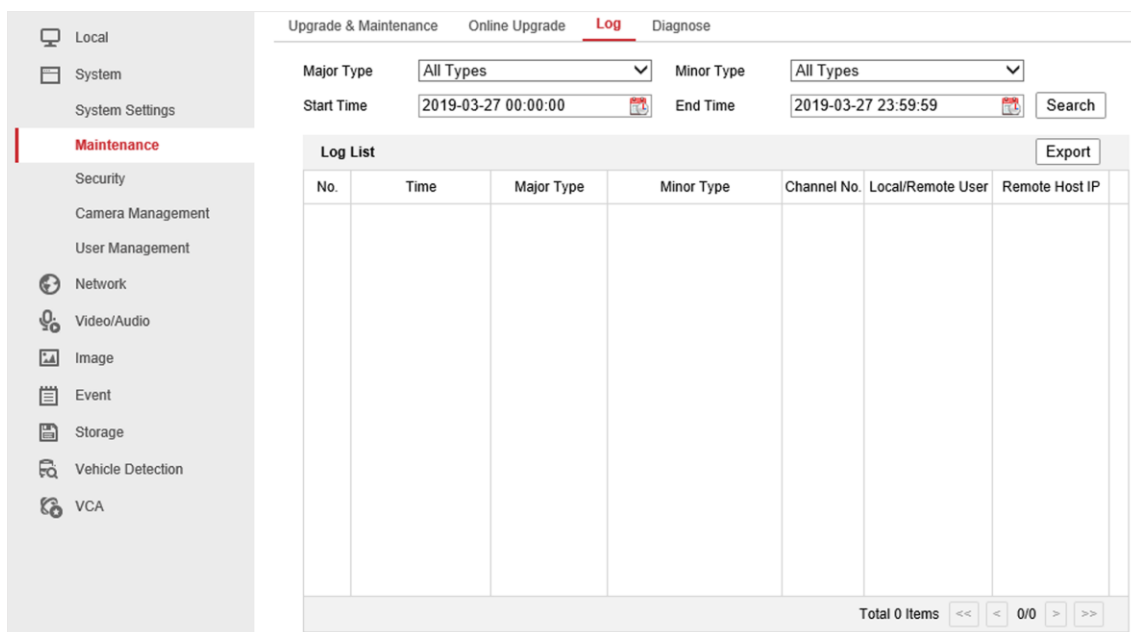 Upgrade & Maintenance Online Upgrade Log Diagnose
Local
System
System Settings
Maintenance
Security
Camera Management
User Management
Network
Video/Audio
Image
Event
Storage
Vehicle Detection
VCA
Major Type All Types Minor Type All Types
Start Time 2019-03-27 00:00:00 End Time 2019-03-27 23:59:59 Search
Log List Export
No. Time Major Type Minor Type Channel No. Local/Remote User Remote Host IP
Total 0 Items << < 0/0 > >>